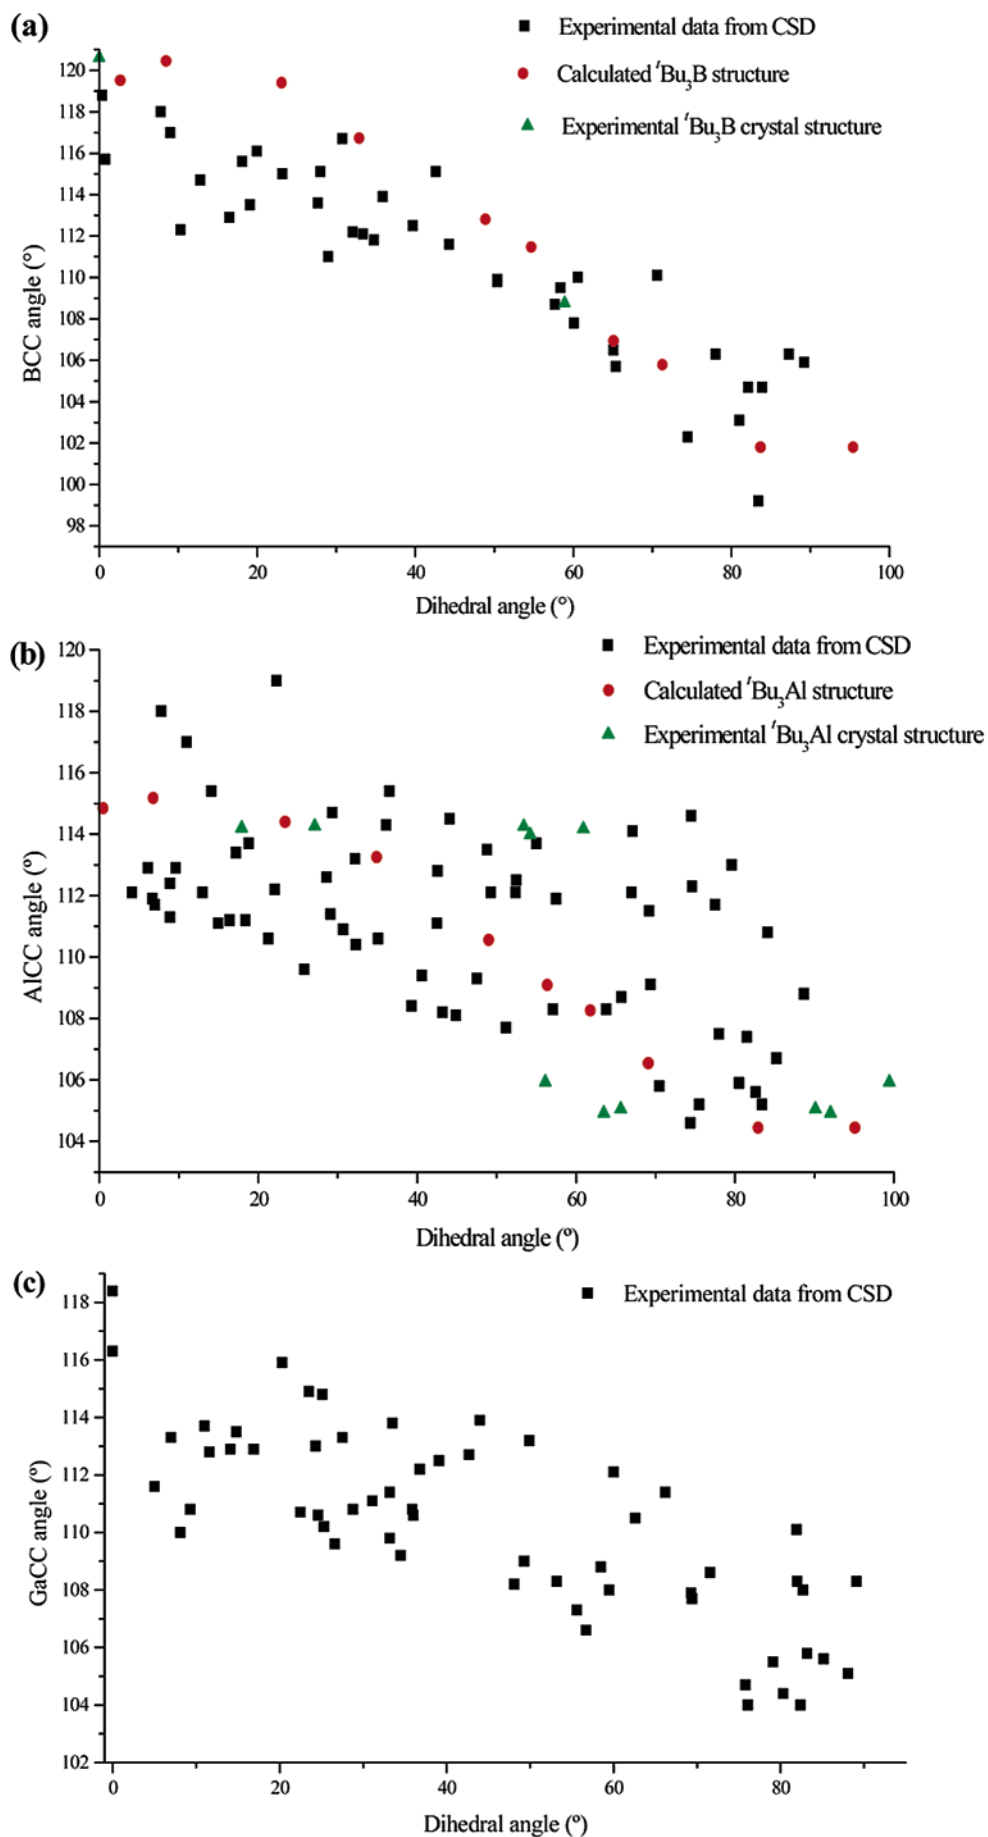 (a)
Experimental data from CSD
Calculated ᵗBu₃B structure
Experimental ᵗBu₃B crystal structure
120
118
116
114
112
110
108
106
104
102
100
98
BCC angle (°)
0 20 40 60 80 100
Dihedral angle (°)
(b)
Experimental data from CSD
Calculated ᵗBu₃Al structure
Experimental ᵗBu₃Al crystal structure
120
118
116
114
112
110
108
106
104
AlCC angle (º)
0 20 40 60 80 100
Dihedral angle (º)
(c)
Experimental data from CSD
118
116
114
112
110
108
106
104
102
GaCC angle (º)
0 20 40 60 80
Dihedral angle (º)